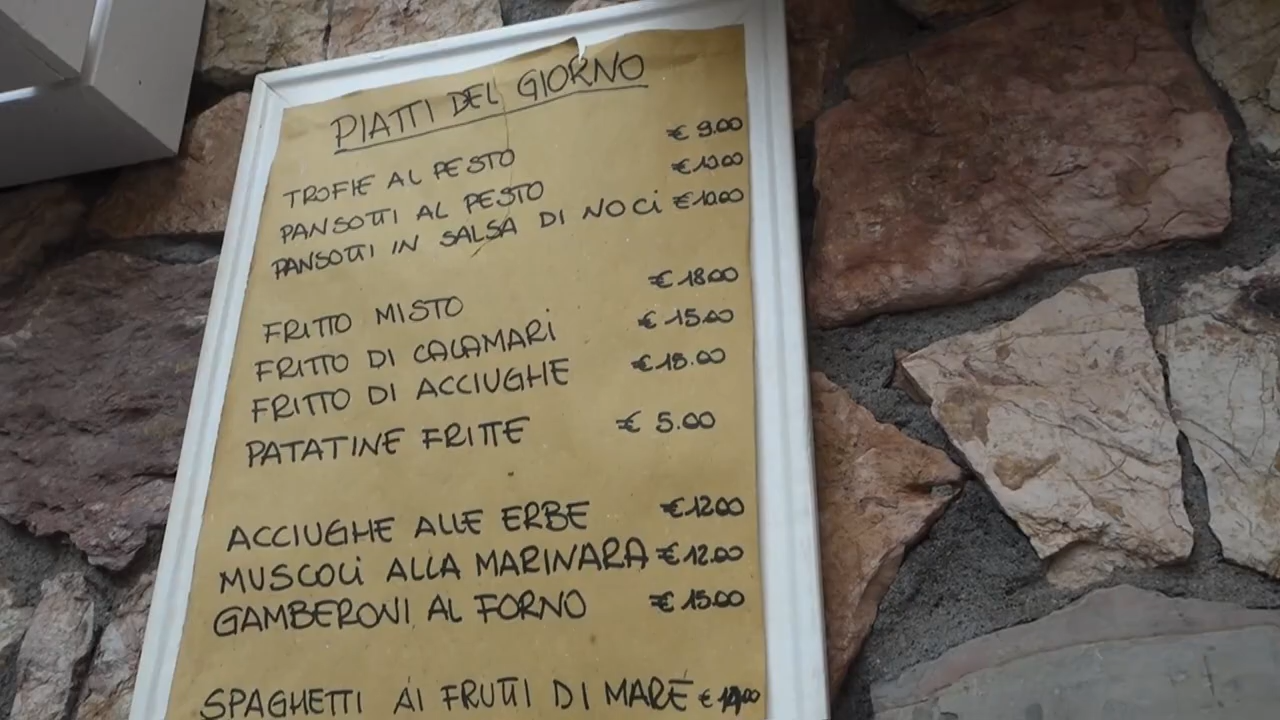 PIATTI DEL GIORNO
TROFIE AL PESTO € 9.00
PANSOTTI AL PESTO €10.00
PANSOTTI IN SALSA DI NOCi €10.00
FRITTO MISTO € 18.00
FRITTO DI CALAMARi € 15.00
FRITTO DI ACCIUGHE €18.00
PATATINE FRITTE € 5.00
ACCIUGHE ALLE ERBE €12.00
MUSCOLi ALLA MARINARA €12.00
GAMBERONI AL FORNO € 15.00
SPAGHETTI Ai FRUTTI DI MARE €